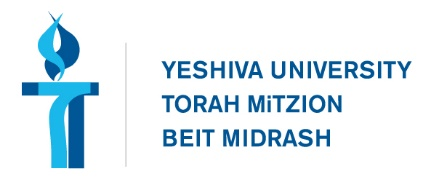 YESHIVA UNIVERSITY
TORAH MiTZION
BEIT MIDRASH